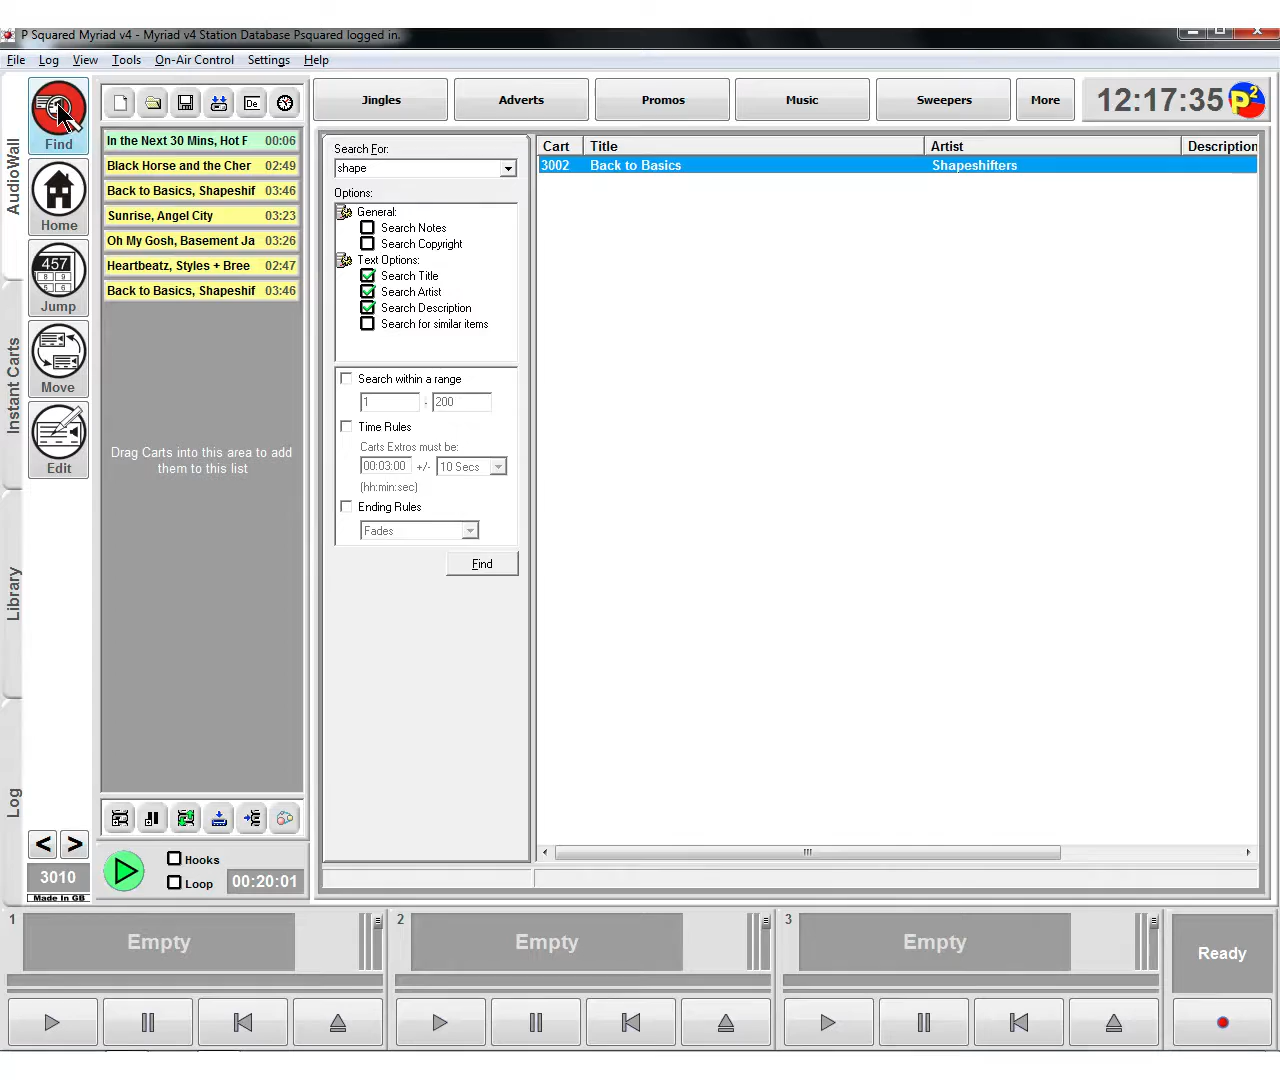 P Squared Myriad v4 - Myriad v4 Station Database Psquared logged in.
File Log View Tools On-Air Control Settings Help
AudioWall
Instant Carts
Library
Log
Find
Home
457
8 9
5 6
Jump
Move
Edit
< >
3010
Made In GB
De
In the Next 30 Mins, Hot F 00:06
Black Horse and the Cher 02:49
Back to Basics, Shapeshif 03:46
Sunrise, Angel City 03:23
Oh My Gosh, Basement Ja 03:26
Heartbeatz, Styles + Bree 02:47
Back to Basics, Shapeshif 03:46
Drag Carts into this area to add
them to this list
Hooks
Loop 00:20:01
Jingles Adverts Promos Music Sweepers More 12:17:35 P2
Search For:
shape
Options:
General:
Search Notes
Search Copyright
Text Options:
Search Title
Search Artist
Search Description
Search for similar items
Search within a range
1 - 200
Time Rules
Carts Extros must be:
00:03:00 +/- 10 Secs
(hh:min:sec)
Ending Rules
Fades
Find
Cart Title Artist Description
3002 Back to Basics Shapeshifters
1 Empty
2 Empty
3 Empty
Ready